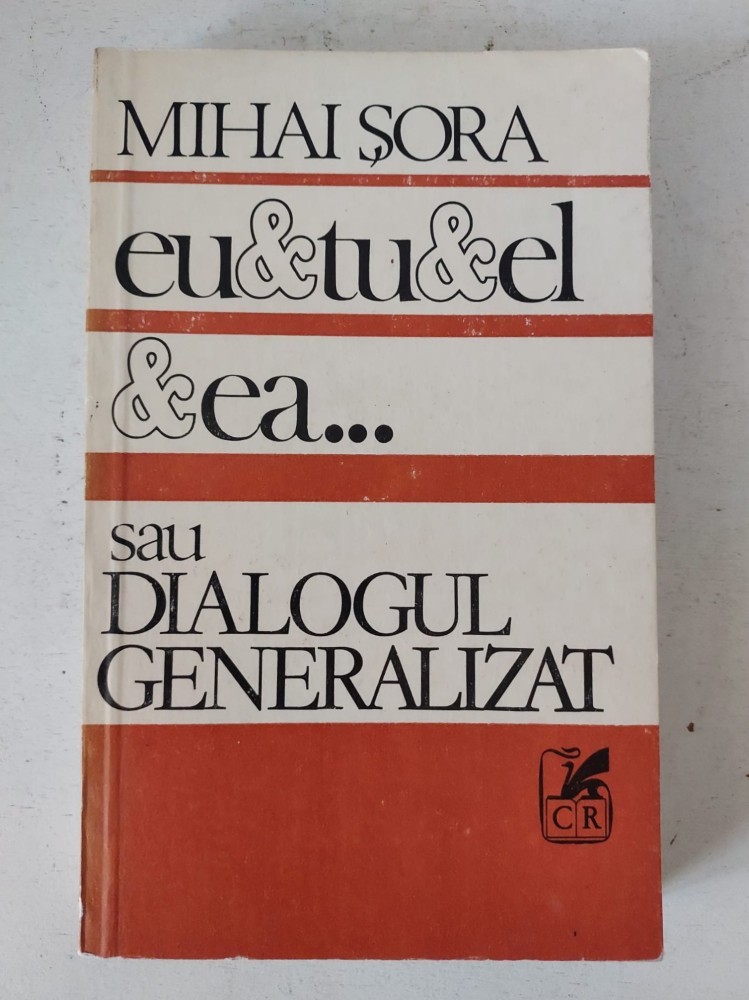 MIHAI ȘORA
eu&tu&el
&ea...
sau
DIALOGUL
GENERALIZAT
CR